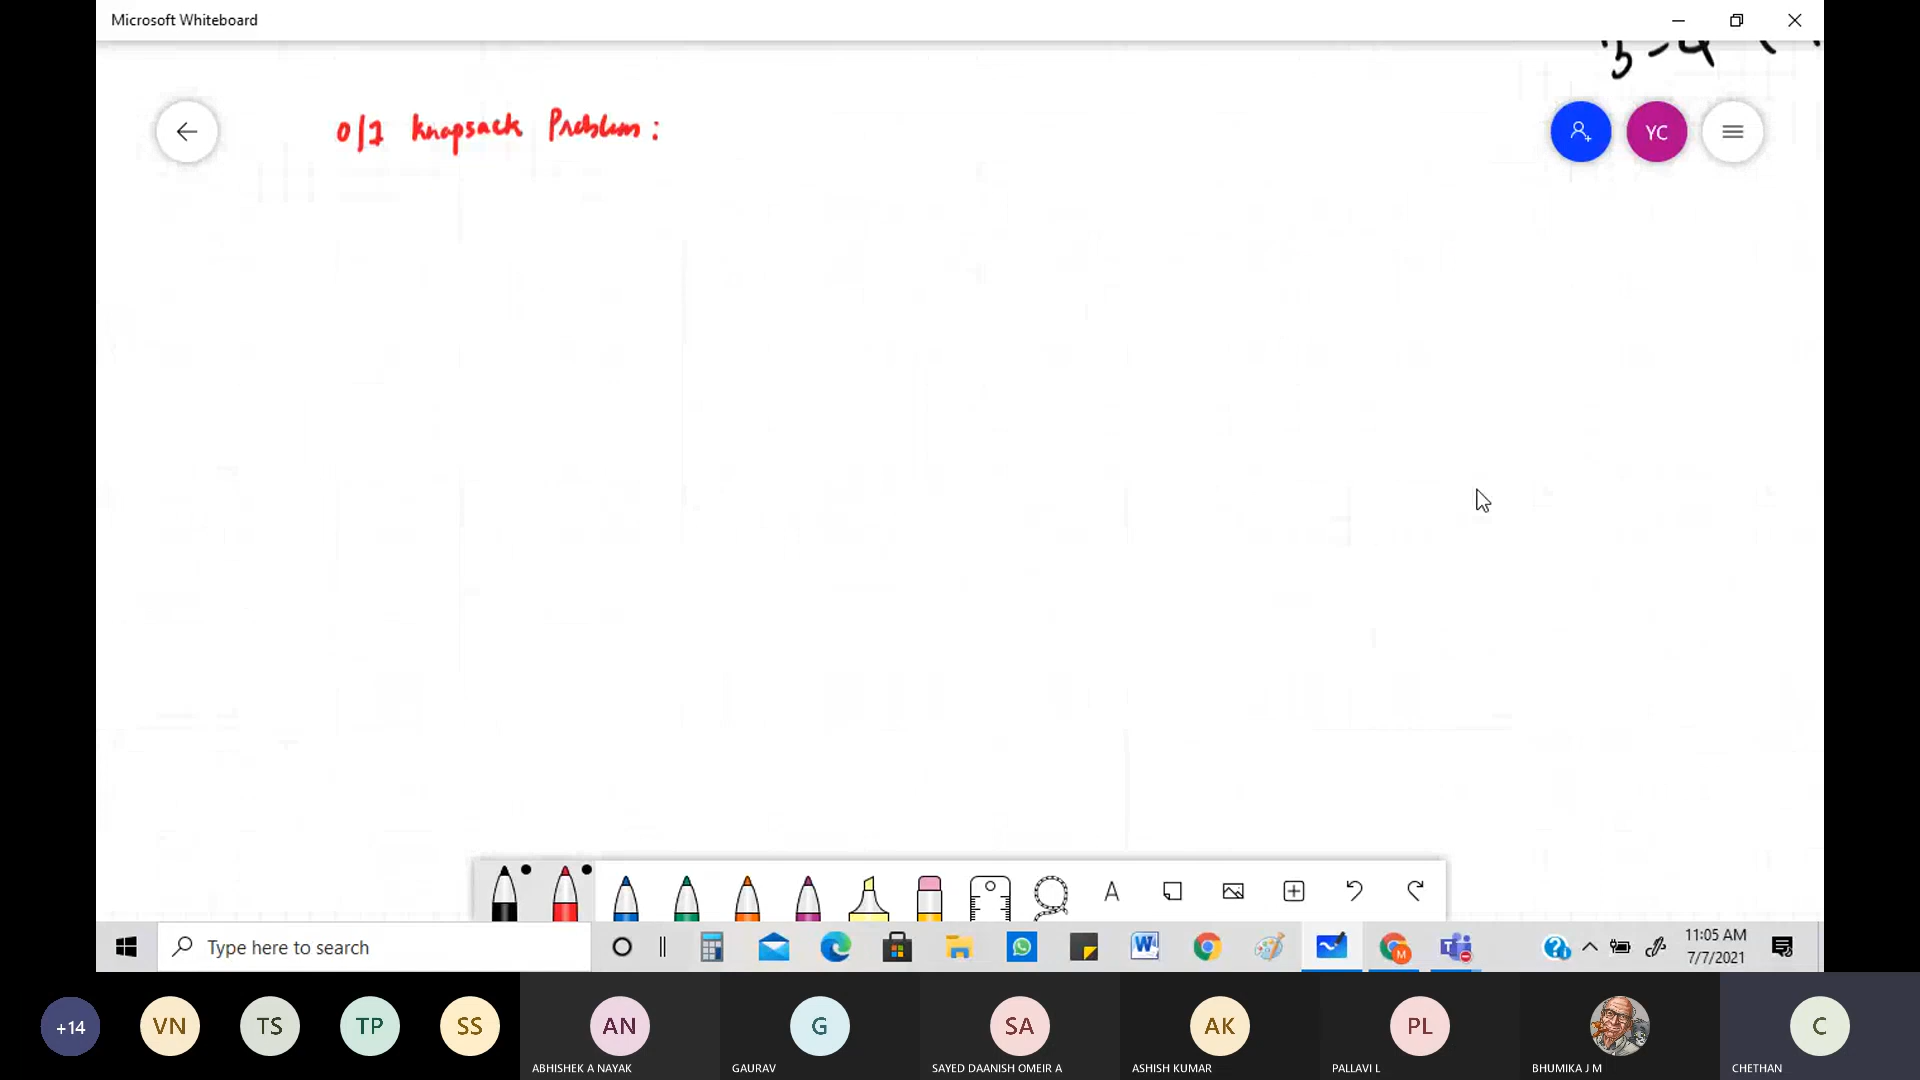 Microsoft Whiteboard
0/1 Knapsack Problem :
YC
A
Type here to search
11:05 AM
7/7/2021
+14
VN
TS
TP
SS
AN
G
SA
AK
PL
C
ABHISHEK A NAYAK
GAURAV
SAYED DAANISH OMEIR A
ASHISH KUMAR
PALLAVI L
BHUMIKA J M
CHETHAN